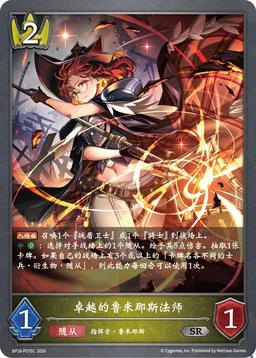 2
入场曲 召唤1个『战盾卫士』或1个『骑士』到战场上。
：选择对手战场上的1个随从。给予其5点伤害。抽取1张
卡牌。如果自己的战场上有3个或以上的『卡牌名各不同的士
兵·衍生物·随从』，则此能力每回合可以使用1次。
卓越的鲁米那斯法师
1
随从
指挥官·鲁米那斯
SR
1
BP16-P07SC 2026
© Cygames, Inc. Produced by NetEase Games